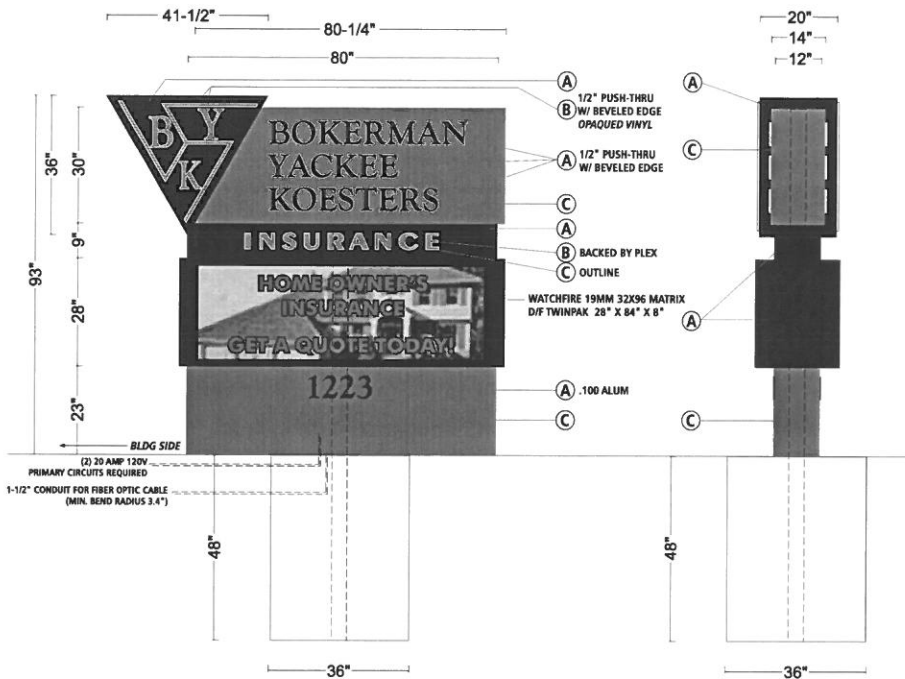 41-1/2"
80-1/4"
80"
20"
14"
12"
36"
30"
9"
93"
28"
23"
B Y K
BOKERMAN
YACKEE
KOESTERS
INSURANCE
HOME OWNER'S
INSURANCE
GET A QUOTE TODAY!
1223
A
B
1/2" PUSH-THRU
W/ BEVELED EDGE
OPAQUED VINYL
A 1/2" PUSH-THRU
W/ BEVELED EDGE
C
A
B BACKED BY PLEX
C OUTLINE
WATCHFIRE 19MM 32X96 MATRIX
D/F TWINPAK 28" X 84" X 8"
A .100 ALUM
C
A
C
A
C
BLDG SIDE
(2) 20 AMP 120V
PRIMARY CIRCUITS REQUIRED
1-1/2" CONDUIT FOR FIBER OPTIC CABLE
(MIN. BEND RADIUS 3.4")
48"
36"
48"
36"